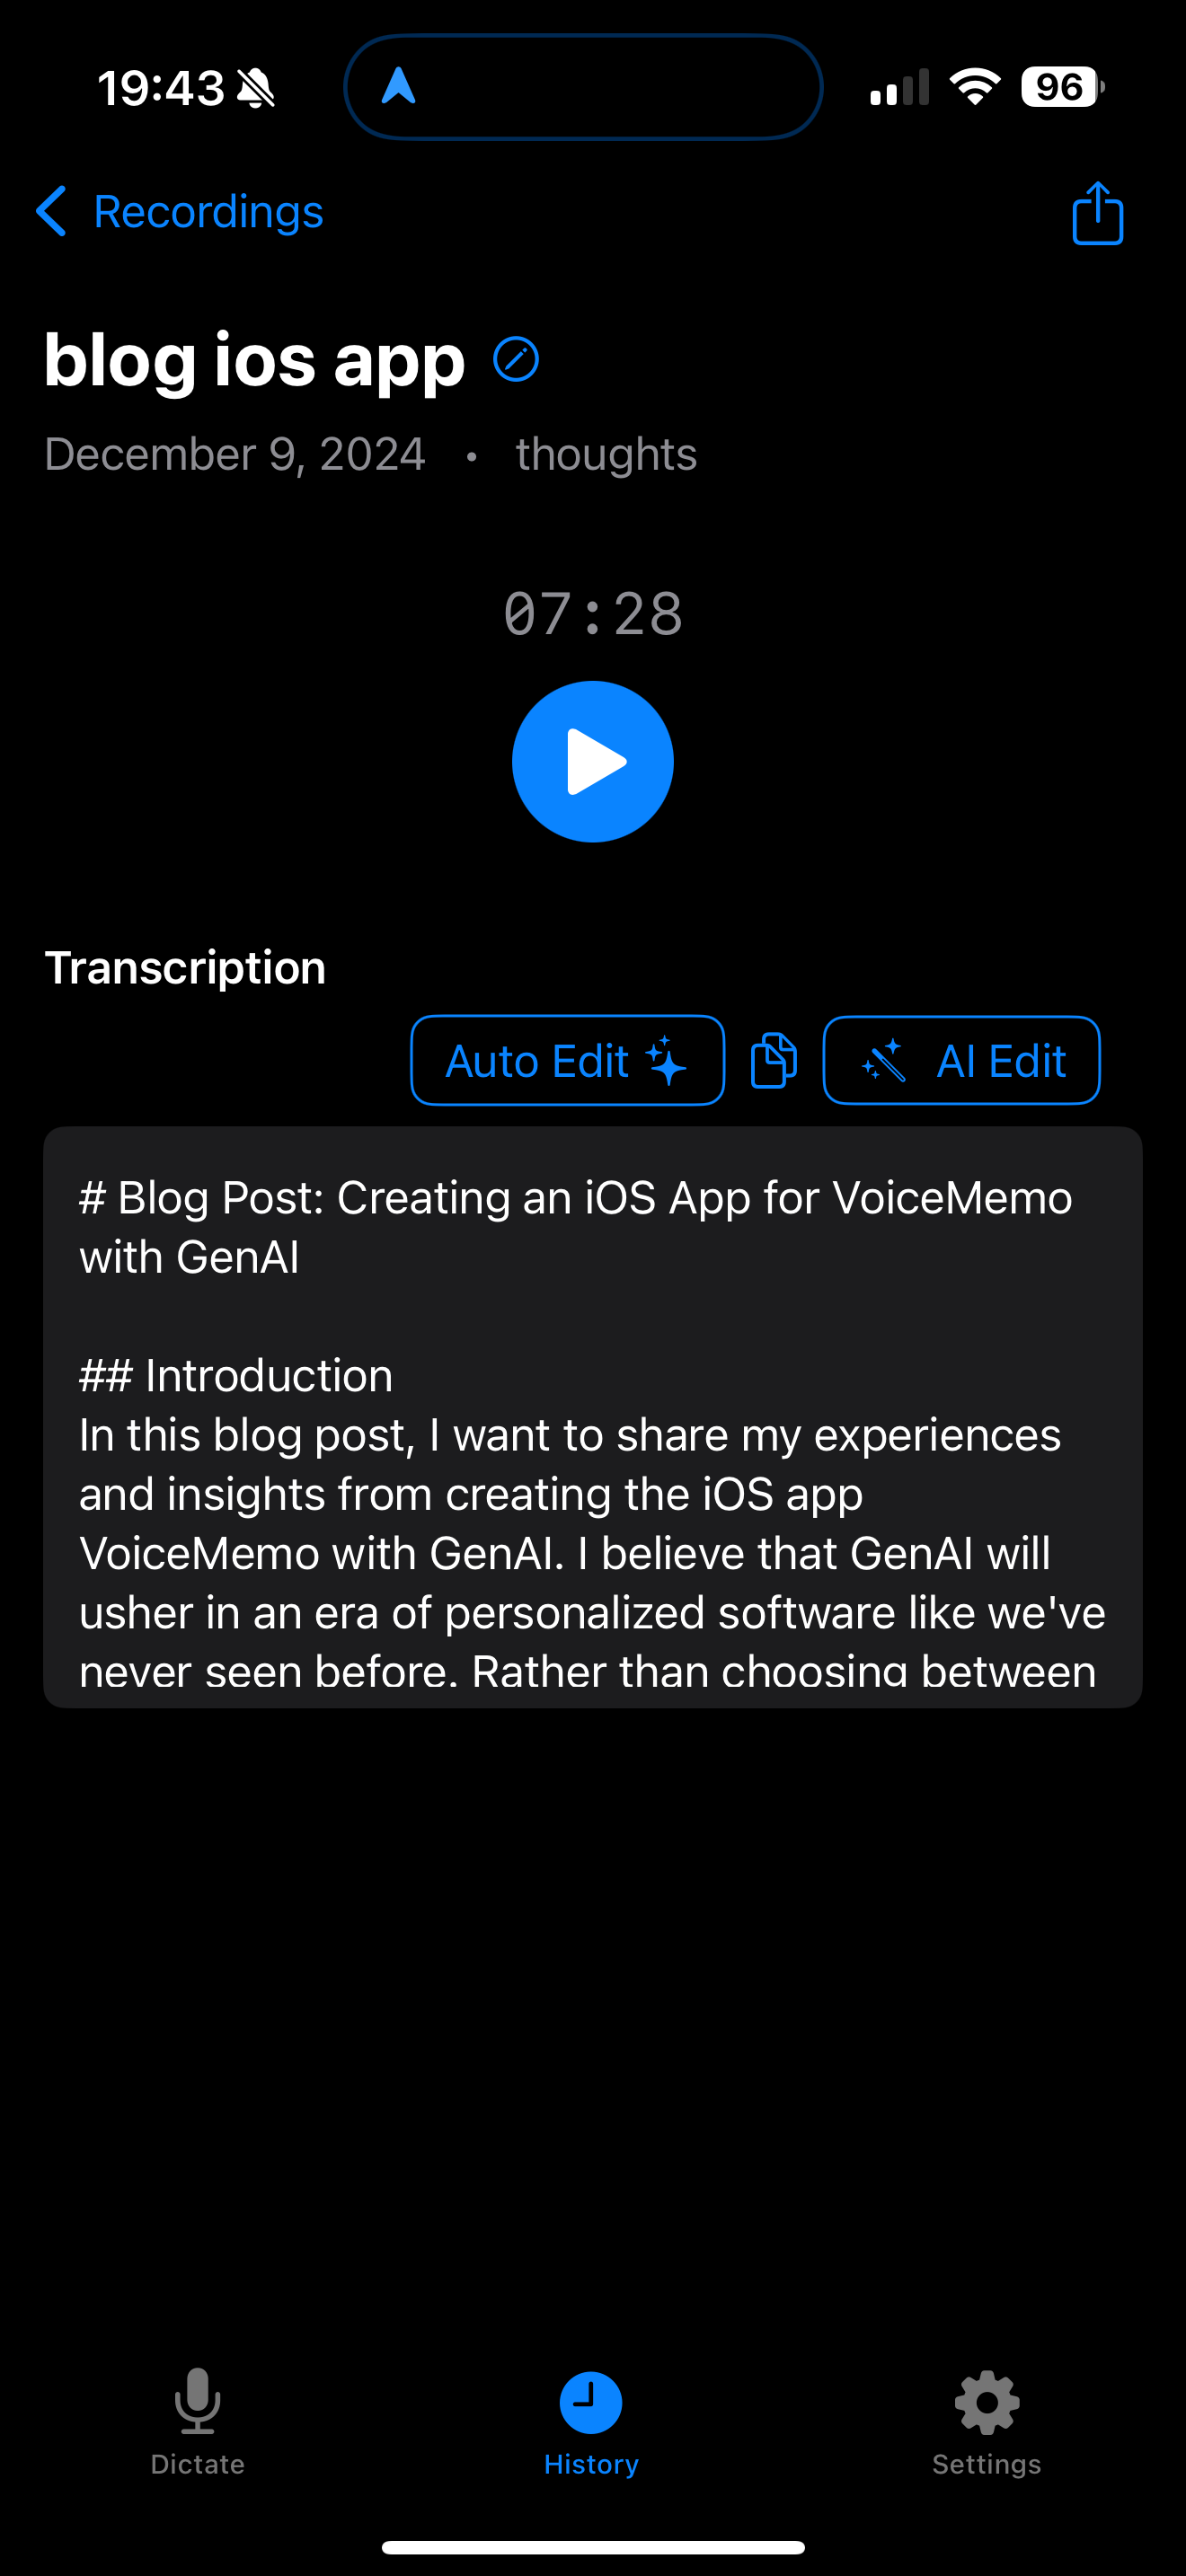 19:43
96
Recordings
blog ios app
December 9, 2024 • thoughts
07:28
Transcription
Auto Edit
AI Edit
# Blog Post: Creating an iOS App for VoiceMemo
with GenAI
## Introduction
In this blog post, I want to share my experiences
and insights from creating the iOS app
VoiceMemo with GenAI. I believe that GenAI will
usher in an era of personalized software like we've
never seen before. Rather than choosing between
Dictate
History
Settings